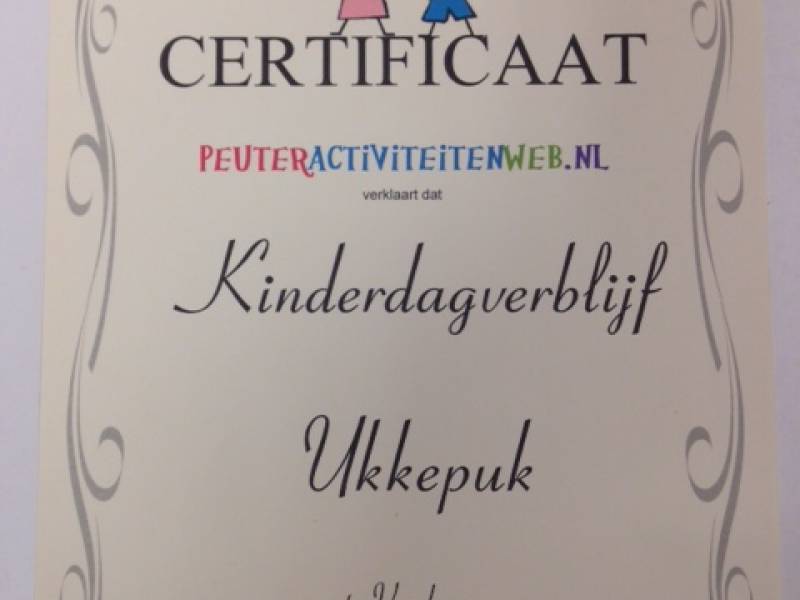 CERTIFICAAT
PEUTERACTIVITEITENWEB.NL
verklaart dat
Kinderdagverblijf
Ukkepuk